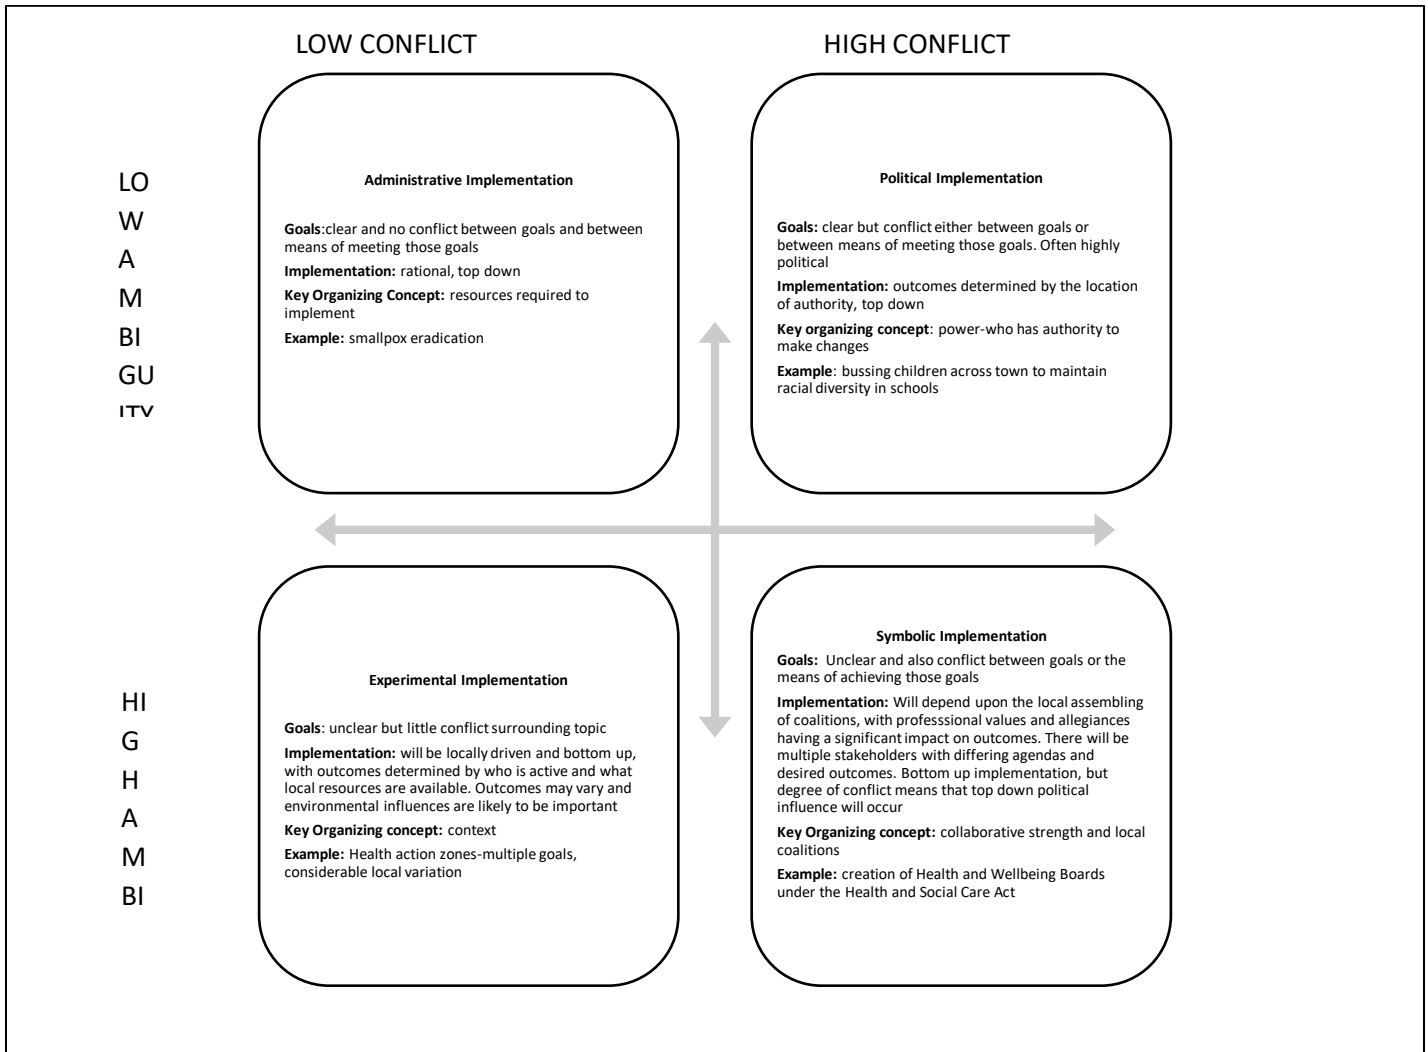 LOW CONFLICT
HIGH CONFLICT
LO
W
A
M
BI
GU
ITY
Administrative Implementation
Goals:clear and no conflict between goals and between
means of meeting those goals
Implementation: rational, top down
Key Organizing Concept: resources required to
implement
Example: smallpox eradication
Political Implementation
Goals: clear but conflict either between goals or
between means of meeting those goals. Often highly
political
Implementation: outcomes determined by the location
of authority, top down
Key organizing concept: power-who has authority to
make changes
Example: bussing children across town to maintain
racial diversity in schools
HI
G
H
A
M
BI
Experimental Implementation
Goals: unclear but little conflict surrounding topic
Implementation: will be locally driven and bottom up,
with outcomes determined by who is active and what
local resources are available. Outcomes may vary and
environmental influences are likely to be important
Key Organizing concept: context
Example: Health action zones-multiple goals,
considerable local variation
Symbolic Implementation
Goals: Unclear and also conflict between goals or the
means of achieving those goals
Implementation: Will depend upon the local assembling
of coalitions, with professsional values and allegiances
having a significant impact on outcomes. There will be
multiple stakeholders with differing agendas and
desired outcomes. Bottom up implementation, but
degree of conflict means that top down political
influence will occur
Key Organizing concept: collaborative strength and local
coalitions
Example: creation of Health and Wellbeing Boards
under the Health and Social Care Act